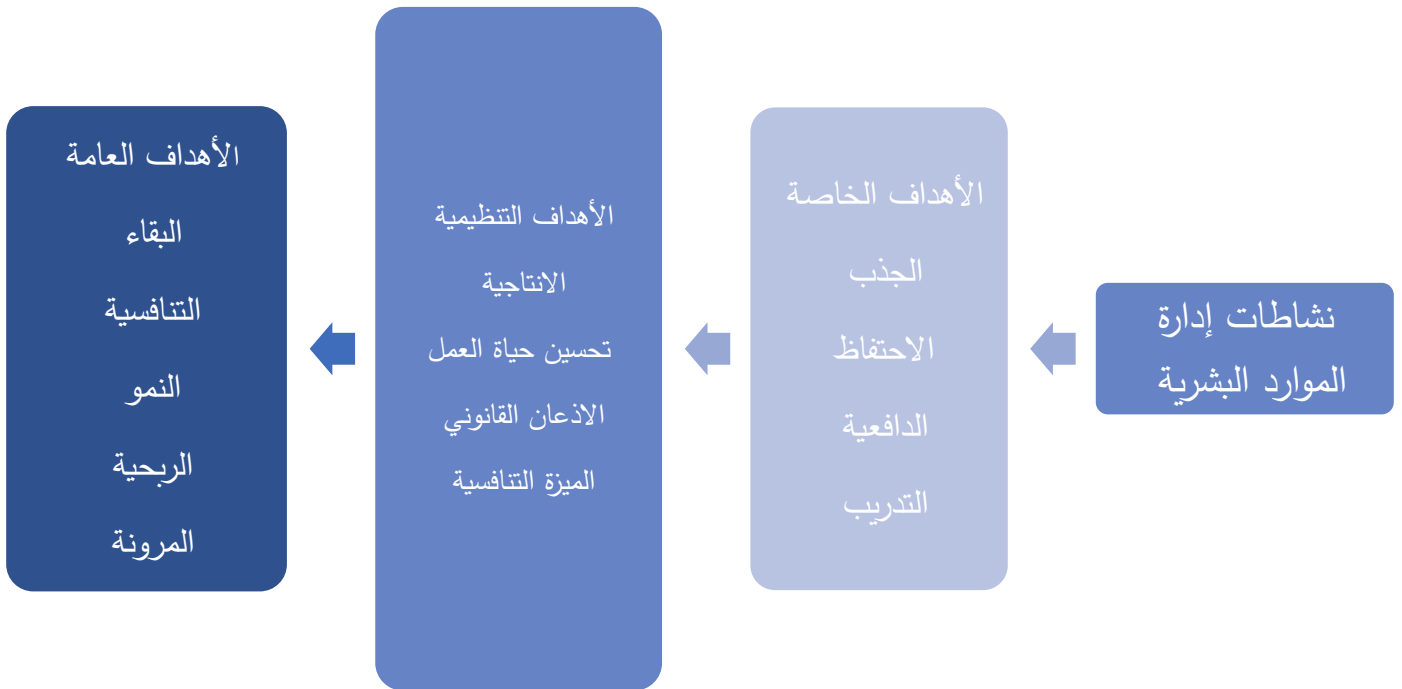 نشاطات إدارة
الموارد البشرية
الأهداف الخاصة
الجذب
الاحتفاظ
الدافعية
التدريب
الأهداف التنظيمية
الانتاجية
تحسين حياة العمل
الاذعان القانوني
الميزة التنافسية
الأهداف العامة
البقاء
التنافسية
النمو
الربحية
المرونة